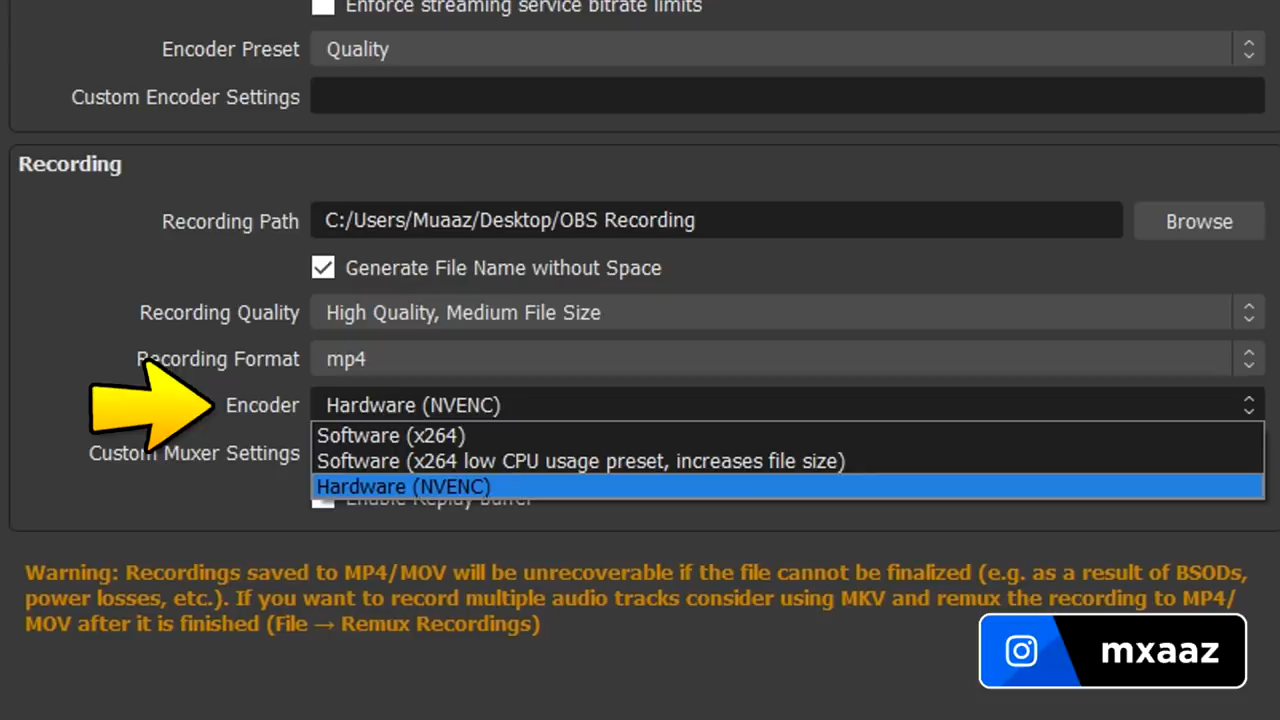 Enforce streaming service bitrate limits
Encoder Preset Quality
Custom Encoder Settings
Recording
Recording Path C:/Users/Muaaz/Desktop/OBS Recording Browse
Generate File Name without Space
Recording Quality High Quality, Medium File Size
Recording Format mp4
Encoder Hardware (NVENC)
Software (x264)
Custom Muxer Settings Software (x264 low CPU usage preset, increases file size)
Hardware (NVENC)
Enable Replay Buffer
Warning: Recordings saved to MP4/MOV will be unrecoverable if the file cannot be finalized (e.g. as a result of BSODs,
power losses, etc.). If you want to record multiple audio tracks consider using MKV and remux the recording to MP4/
MOV after it is finished (File → Remux Recordings)
mxaaz